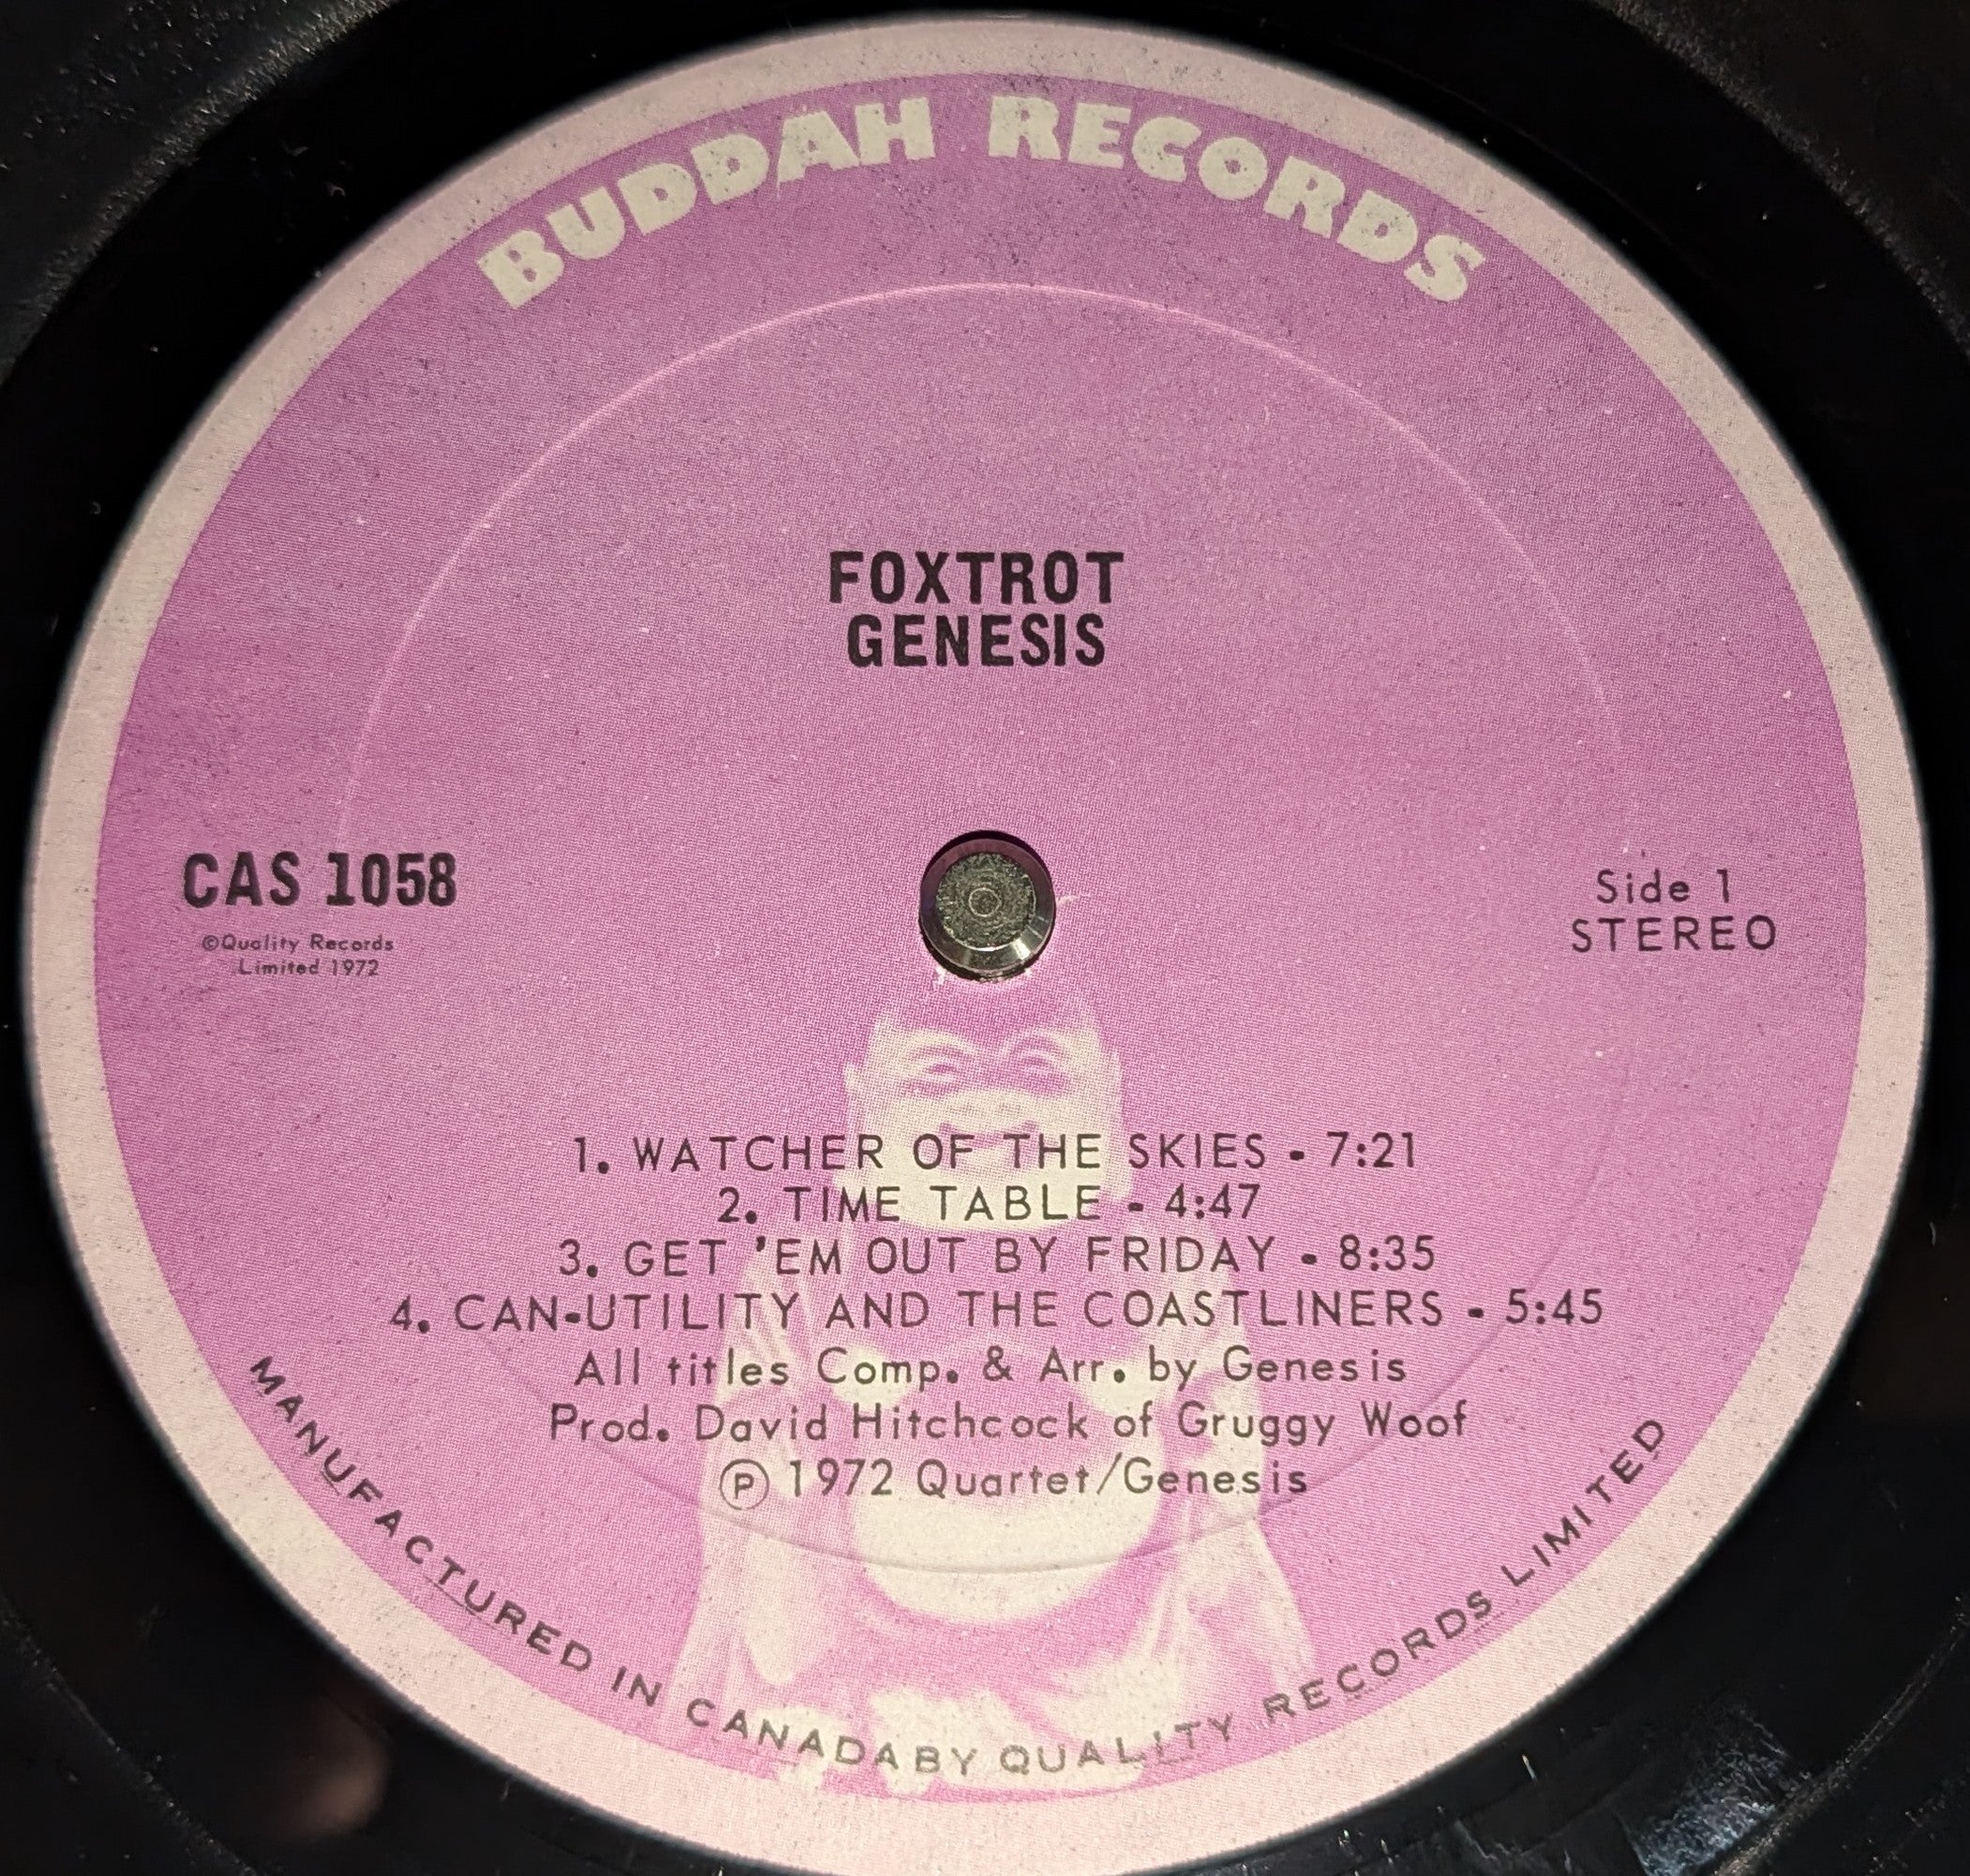 BUDDAH RECORDS
FOXTROT
GENESIS
CAS 1058
©Quality Records
Limited 1972
Side 1
STEREO
1. WATCHER OF THE SKIES - 7:21
2. TIME TABLE - 4:47
3. GET 'EM OUT BY FRIDAY - 8:35
4. CAN-UTILITY AND THE COASTLINERS - 5:45
All titles Comp. & Arr. by Genesis
Prod. David Hitchcock of Gruggy Woof
Ⓟ 1972 Quartet/Genesis
MANUFACTURED IN CANADA BY QUALITY RECORDS LIMITED